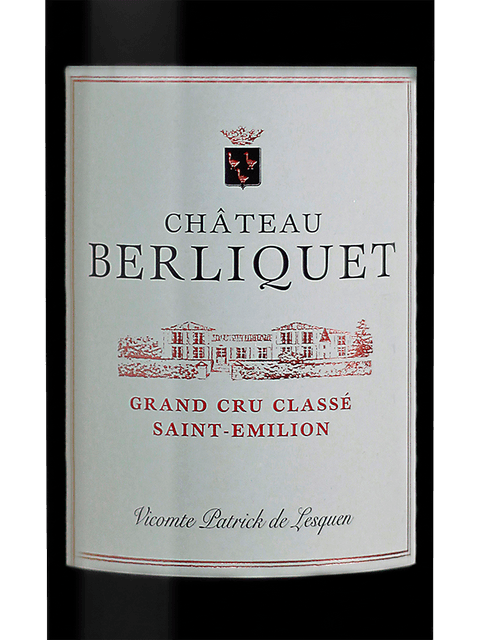 CHÂTEAU
BERLIQUET
GRAND CRU CLASSÉ
SAINT-EMILION
Vicomte Patrick de Lesquen